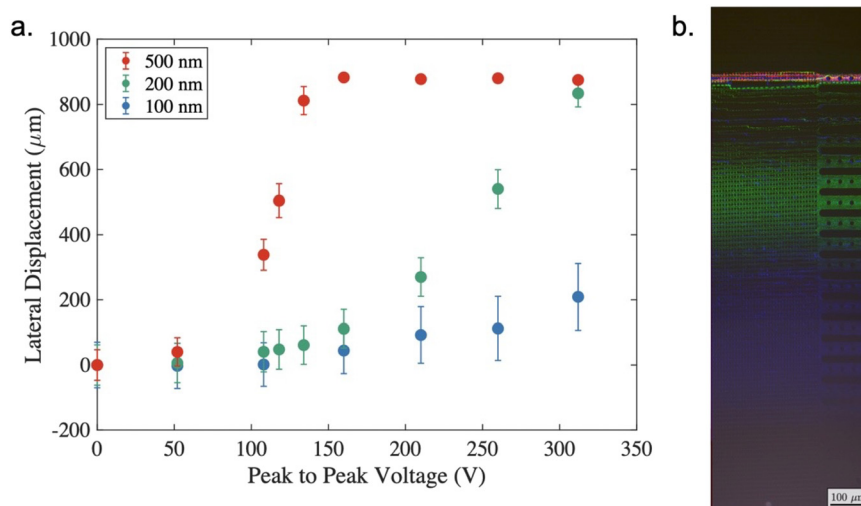 a.
b.
1000
800
600
400
200
0
-200
Lateral Displacement (μm)
500 nm
200 nm
100 nm
0
50
100
150
200
250
300
350
Peak to Peak Voltage (V)
100 μm